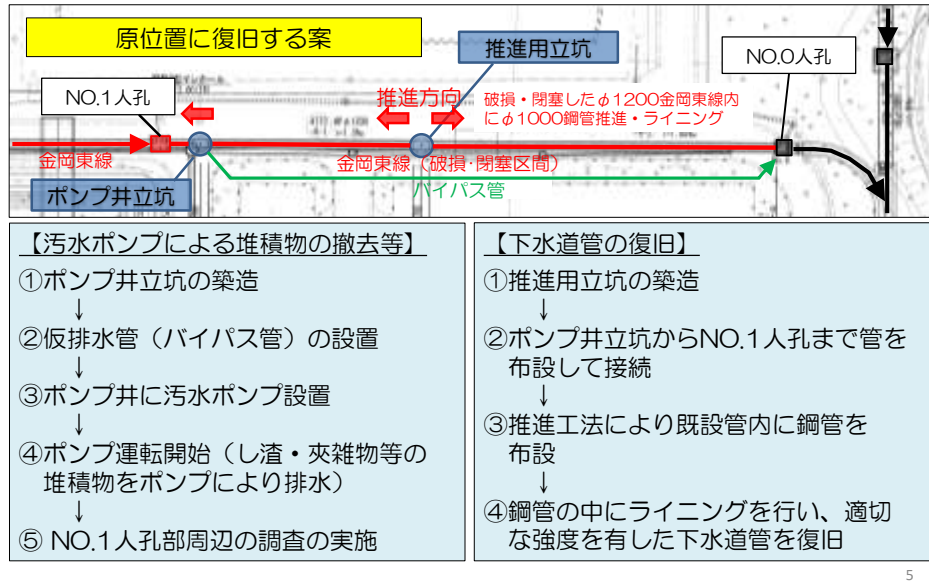 原位置に復旧する案
推進用立坑
NO.0人孔
NO.1人孔
推進方向
破損・閉塞したφ1200金岡東線内
にφ1000鋼管推進・ライニング
金岡東線
金岡東線（破損・閉塞区間）
バイパス管
ポンプ井立坑
【汚水ポンプによる堆積物の撤去等】
①ポンプ井立坑の築造
↓
②仮排水管（バイパス管）の設置
↓
③ポンプ井に汚水ポンプ設置
↓
④ポンプ運転開始（し渣・夾雑物等の
堆積物をポンプにより排水）
↓
⑤ NO.1人孔部周辺の調査の実施
【下水道管の復旧】
①推進用立坑の築造
↓
②ポンプ井立坑からNO.1人孔まで管を
布設して接続
↓
③推進工法により既設管内に鋼管を
布設
↓
④鋼管の中にライニングを行い、適切
な強度を有した下水道管を復旧
5